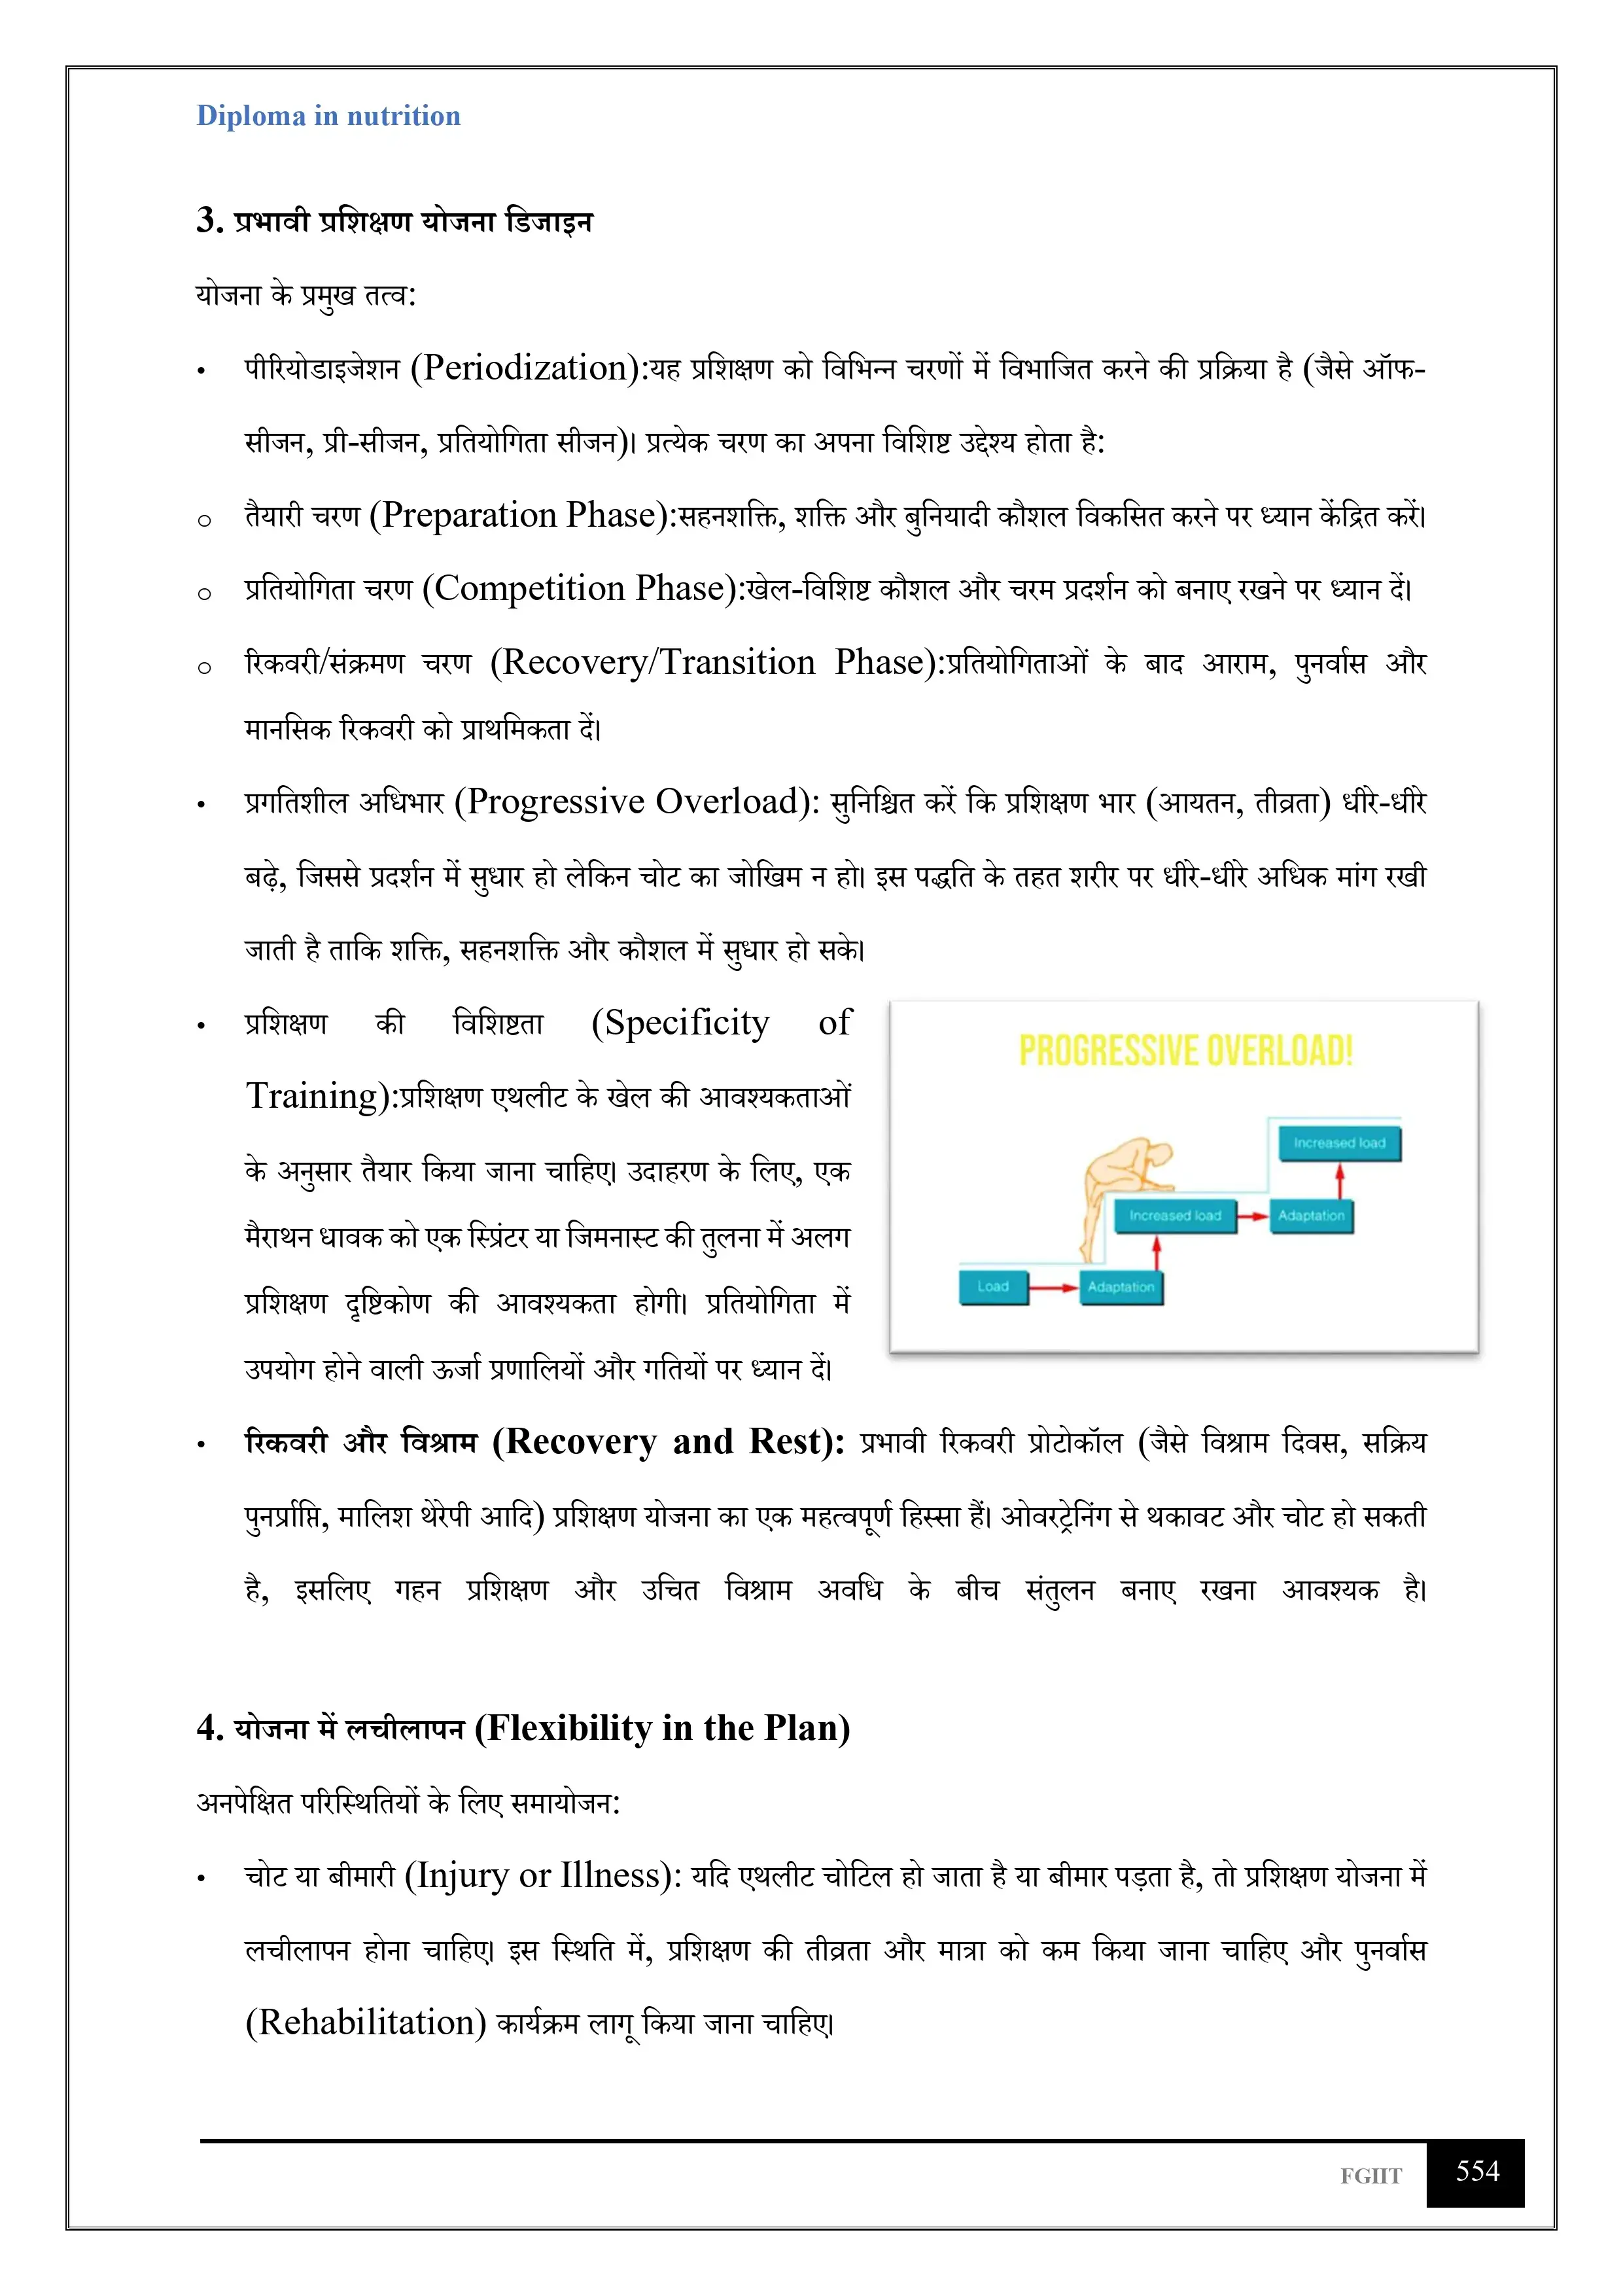 Diploma in nutrition
3. प्रभावी प्रशिक्षण योजना डिजाइन
योजना के प्रमुख तत्व:
• पीरियोडाइजेशन (Periodization):यह प्रशिक्षण को विभिन्न चरणों में विभाजित करने की प्रक्रिया है (जैसे ऑफ-
सीजन, प्री-सीजन, प्रतियोगिता सीजन)। प्रत्येक चरण का अपना विशिष्ट उद्देश्य होता है:
o तैयारी चरण (Preparation Phase):सहनशक्ति, शक्ति और बुनियादी कौशल विकसित करने पर ध्यान केंद्रित करें।
o प्रतियोगिता चरण (Competition Phase):खेल-विशिष्ट कौशल और चरम प्रदर्शन को बनाए रखने पर ध्यान दें।
o रिकवरी/संक्रमण चरण (Recovery/Transition Phase):प्रतियोगिताओं के बाद आराम, पुनर्वास और
मानसिक रिकवरी को प्राथमिकता दें।
• प्रगतिशील अधिभार (Progressive Overload): सुनिश्चित करें कि प्रशिक्षण भार (आयतन, तीव्रता) धीरे-धीरे
बढ़े, जिससे प्रदर्शन में सुधार हो लेकिन चोट का जोखिम न हो। इस पद्धति के तहत शरीर पर धीरे-धीरे अधिक मांग रखी
जाती है ताकि शक्ति, सहनशक्ति और कौशल में सुधार हो सके।
• प्रशिक्षण की विशिष्टता (Specificity of
Training):प्रशिक्षण एथलीट के खेल की आवश्यकताओं
के अनुसार तैयार किया जाना चाहिए। उदाहरण के लिए, एक
मैराथन धावक को एक स्प्रिंटर या जिमनास्ट की तुलना में अलग
प्रशिक्षण दृष्टिकोण की आवश्यकता होगी। प्रतियोगिता में
उपयोग होने वाली ऊर्जा प्रणालियों और गतियों पर ध्यान दें।
PROGRESSIVE OVERLOAD!
Increased load
Increased load
Adaptation
Load
Adaptation
• रिकवरी और विश्राम (Recovery and Rest): प्रभावी रिकवरी प्रोटोकॉल (जैसे विश्राम दिवस, सक्रिय
पुनर्प्राप्ति, मालिश थेरेपी आदि) प्रशिक्षण योजना का एक महत्वपूर्ण हिस्सा हैं। ओवरट्रेनिंग से थकावट और चोट हो सकती
है, इसलिए गहन प्रशिक्षण और उचित विश्राम अवधि के बीच संतुलन बनाए रखना आवश्यक है।
4. योजना में लचीलापन (Flexibility in the Plan)
अनपेक्षित परिस्थितियों के लिए समायोजन:
• चोट या बीमारी (Injury or Illness): यदि एथलीट चोटिल हो जाता है या बीमार पड़ता है, तो प्रशिक्षण योजना में
लचीलापन होना चाहिए। इस स्थिति में, प्रशिक्षण की तीव्रता और मात्रा को कम किया जाना चाहिए और पुनर्वास
(Rehabilitation) कार्यक्रम लागू किया जाना चाहिए।
FGIIT 554